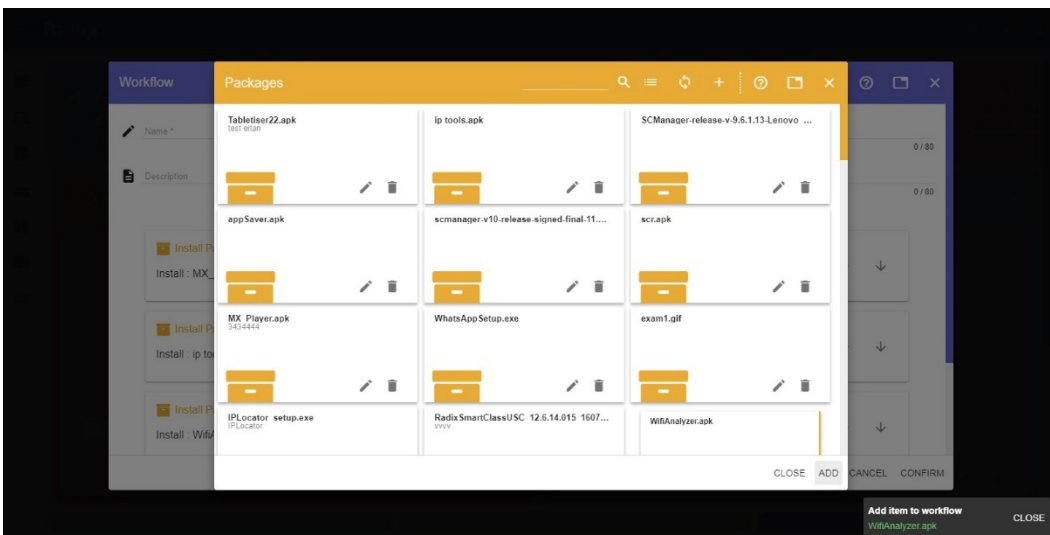 Workflow
Packages
Name *
0 / 80
Description
0 / 80
Tabletiser22.apk
test eitan
ip tools.apk
SCManager-release-v-9.6.1.13-Lenovo ...
appSaver.apk
scmanager-v10-release-signed-final-11....
scr.apk
MX Player.apk
3434444
WhatsAppSetup.exe
exam1.gif
IPLocator setup.exe
IPLocator
RadixSmartClassUSC 12.6.14.015 1607...
vvvv
WifiAnalyzer.apk
Install P
Install : MX_
Install P
Install : ip to
Install P
Install : Wifi
CLOSE ADD
CANCEL CONFIRM
Add item to workflow
WifiAnalyzer.apk
CLOSE